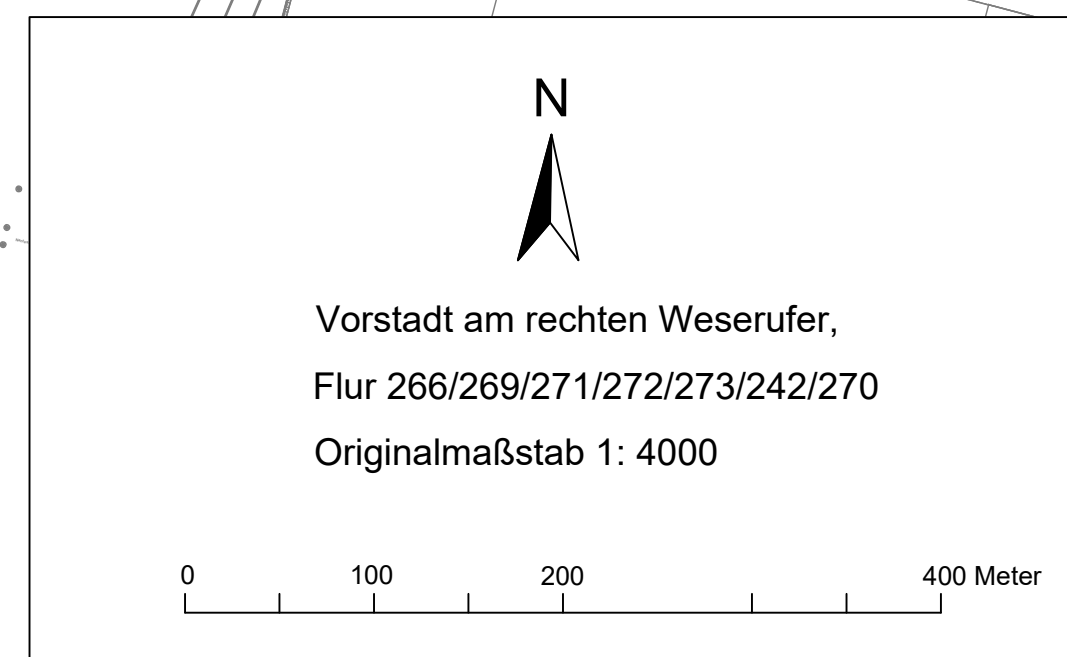 N
Vorstadt am rechten Weserufer,
Flur 266/269/271/272/273/242/270
Originalmaßstab 1: 4000
0 100 200 400 Meter